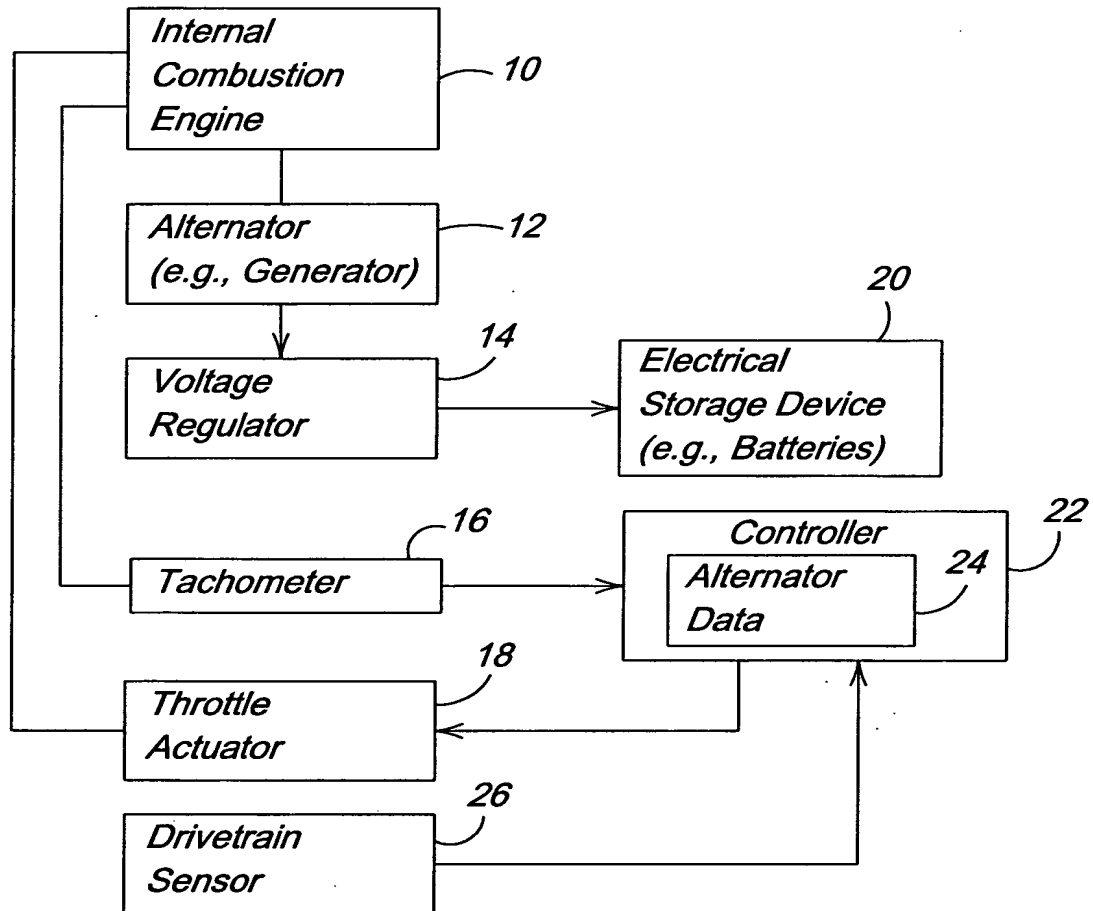 Internal
Combustion
Engine
10
Alternator
(e.g., Generator)
12
Voltage
Regulator
14
Electrical
Storage Device
(e.g., Batteries)
20
Tachometer
16
Controller
22
Alternator
Data
24
Throttle
Actuator
18
Drivetrain
Sensor
26